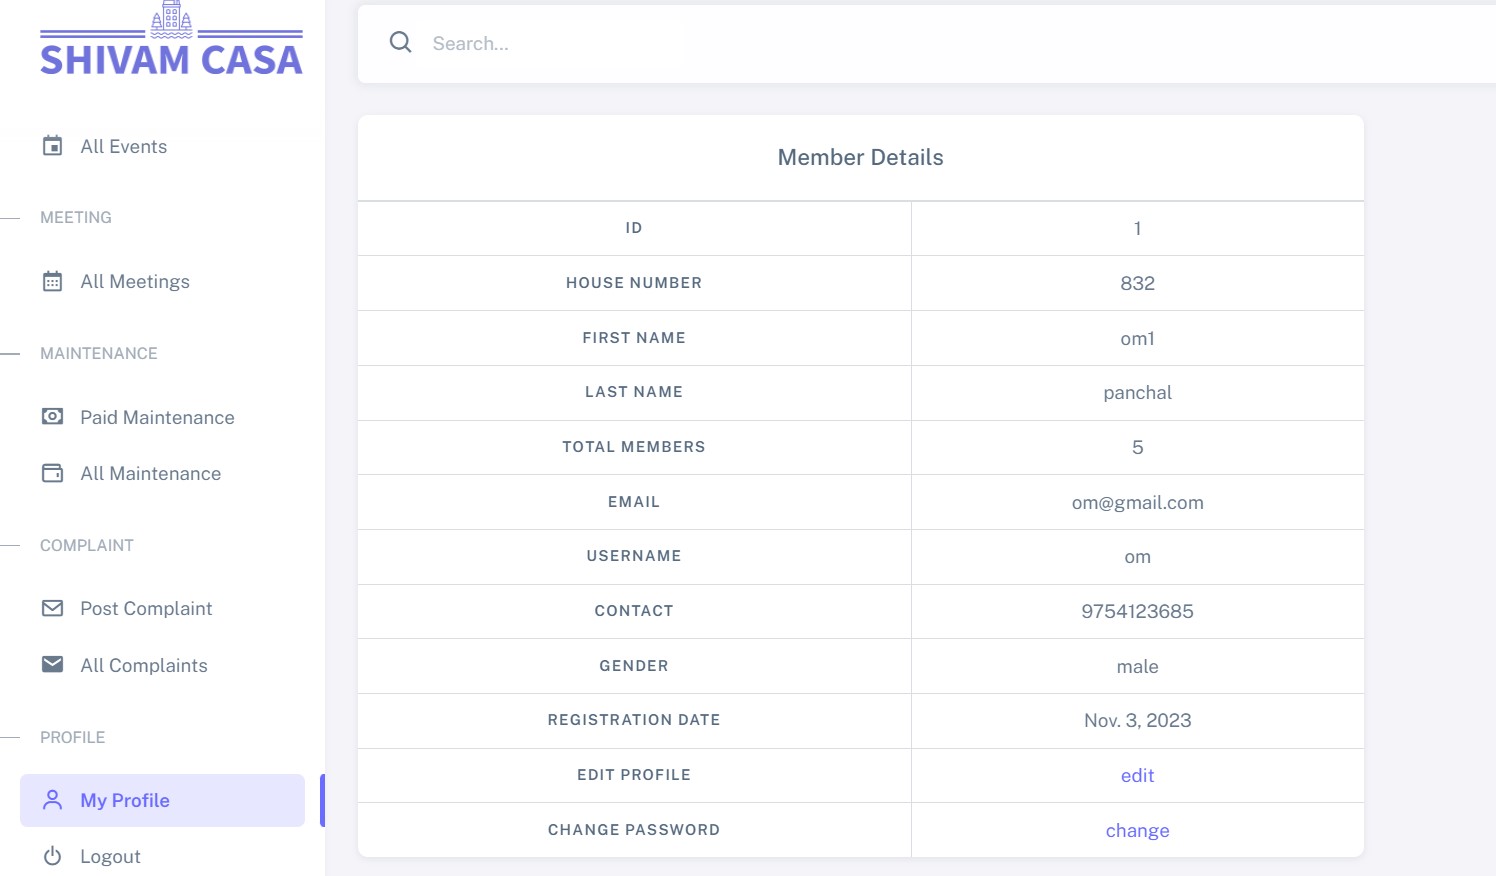 SHIVAM CASA
All Events
MEETING
All Meetings
MAINTENANCE
Paid Maintenance
All Maintenance
COMPLAINT
Post Complaint
All Complaints
PROFILE
My Profile
Logout
Search...
Member Details
ID 1
HOUSE NUMBER 832
FIRST NAME om1
LAST NAME panchal
TOTAL MEMBERS 5
EMAIL om@gmail.com
USERNAME om
CONTACT 9754123685
GENDER male
REGISTRATION DATE Nov. 3, 2023
EDIT PROFILE edit
CHANGE PASSWORD change